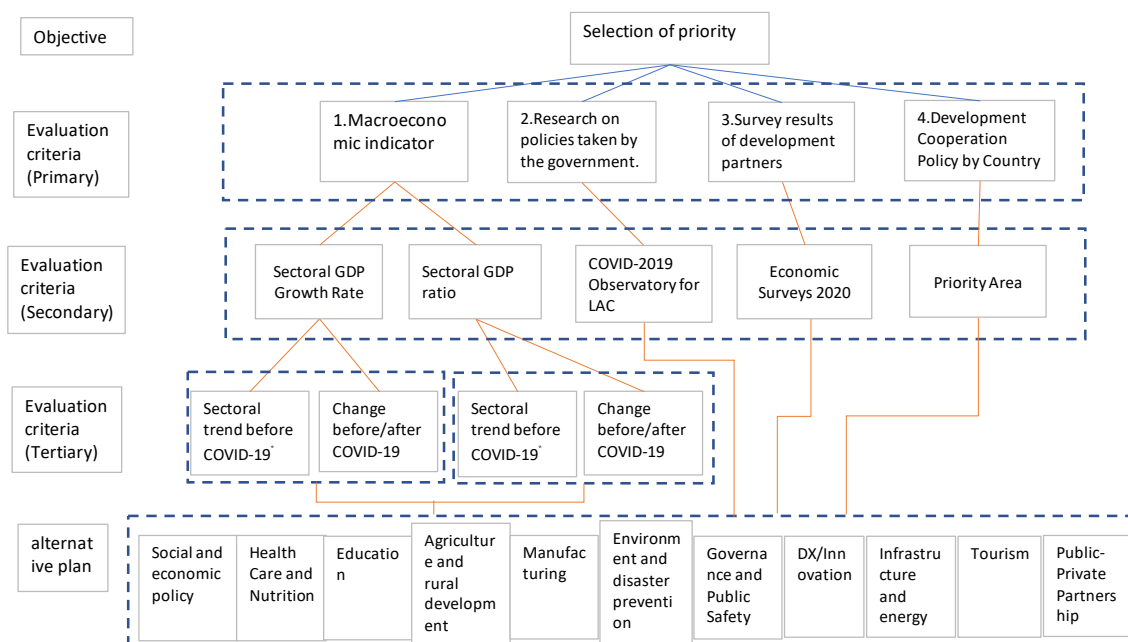 Objective
Selection of priority
Evaluation
criteria
(Primary)
1.Macroecono
mic indicator
2.Research on
policies taken by
the government.
3.Survey results
of development
partners
4.Development
Cooperation
Policy by Country
Evaluation
criteria
(Secondary)
Sectoral GDP
Growth Rate
Sectoral GDP
ratio
COVID-2019
Observatory for
LAC
Economic
Surveys 2020
Priority Area
Evaluation
criteria
(Tertiary)
Sectoral
trend before
COVID-19*
Change
before/after
COVID-19
Sectoral
trend before
COVID-19*
Change
before/after
COVID-19
alternat
ive plan
Social and
economic
policy
Health
Care and
Nutrition
Educatio
n
Agricultur
e and
rural
developm
ent
Manufac
turing
Environm
ent and
disaster
preventi
on
Governa
nce and
Public
Safety
DX/Inn
ovation
Infrastru
cture
and
energy
Tourism
Public-
Private
Partners
hip